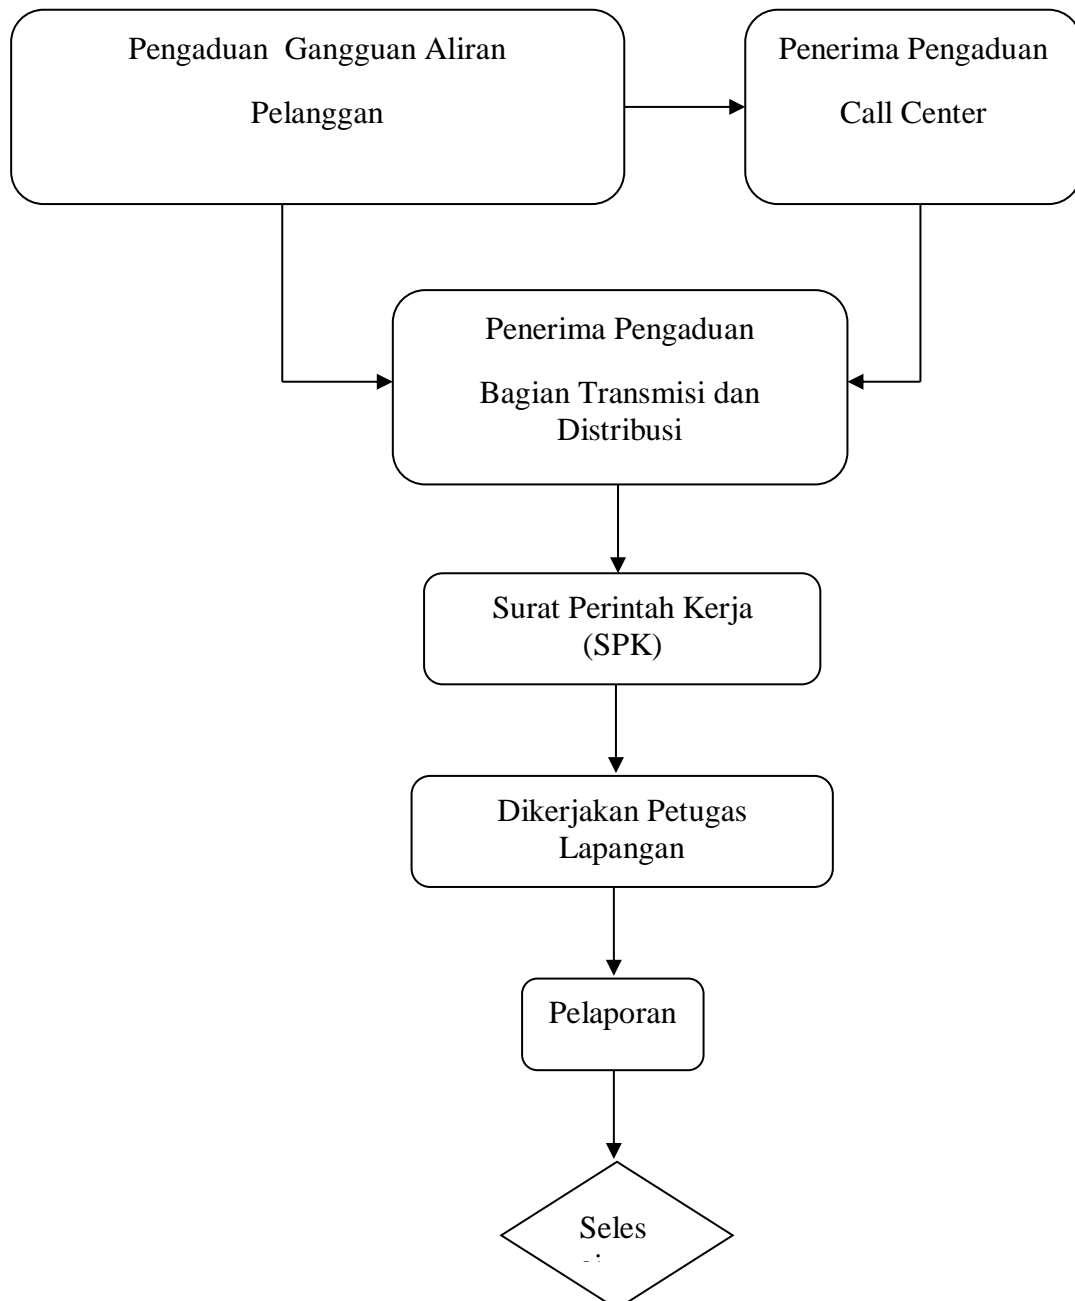 Pengaduan  Gangguan Aliran
Pelanggan
Penerima Pengaduan
Call Center
Penerima Pengaduan
Bagian Transmisi dan
Distribusi
Surat Perintah Kerja
(SPK)
Dikerjakan Petugas
Lapangan
Pelaporan
Seles